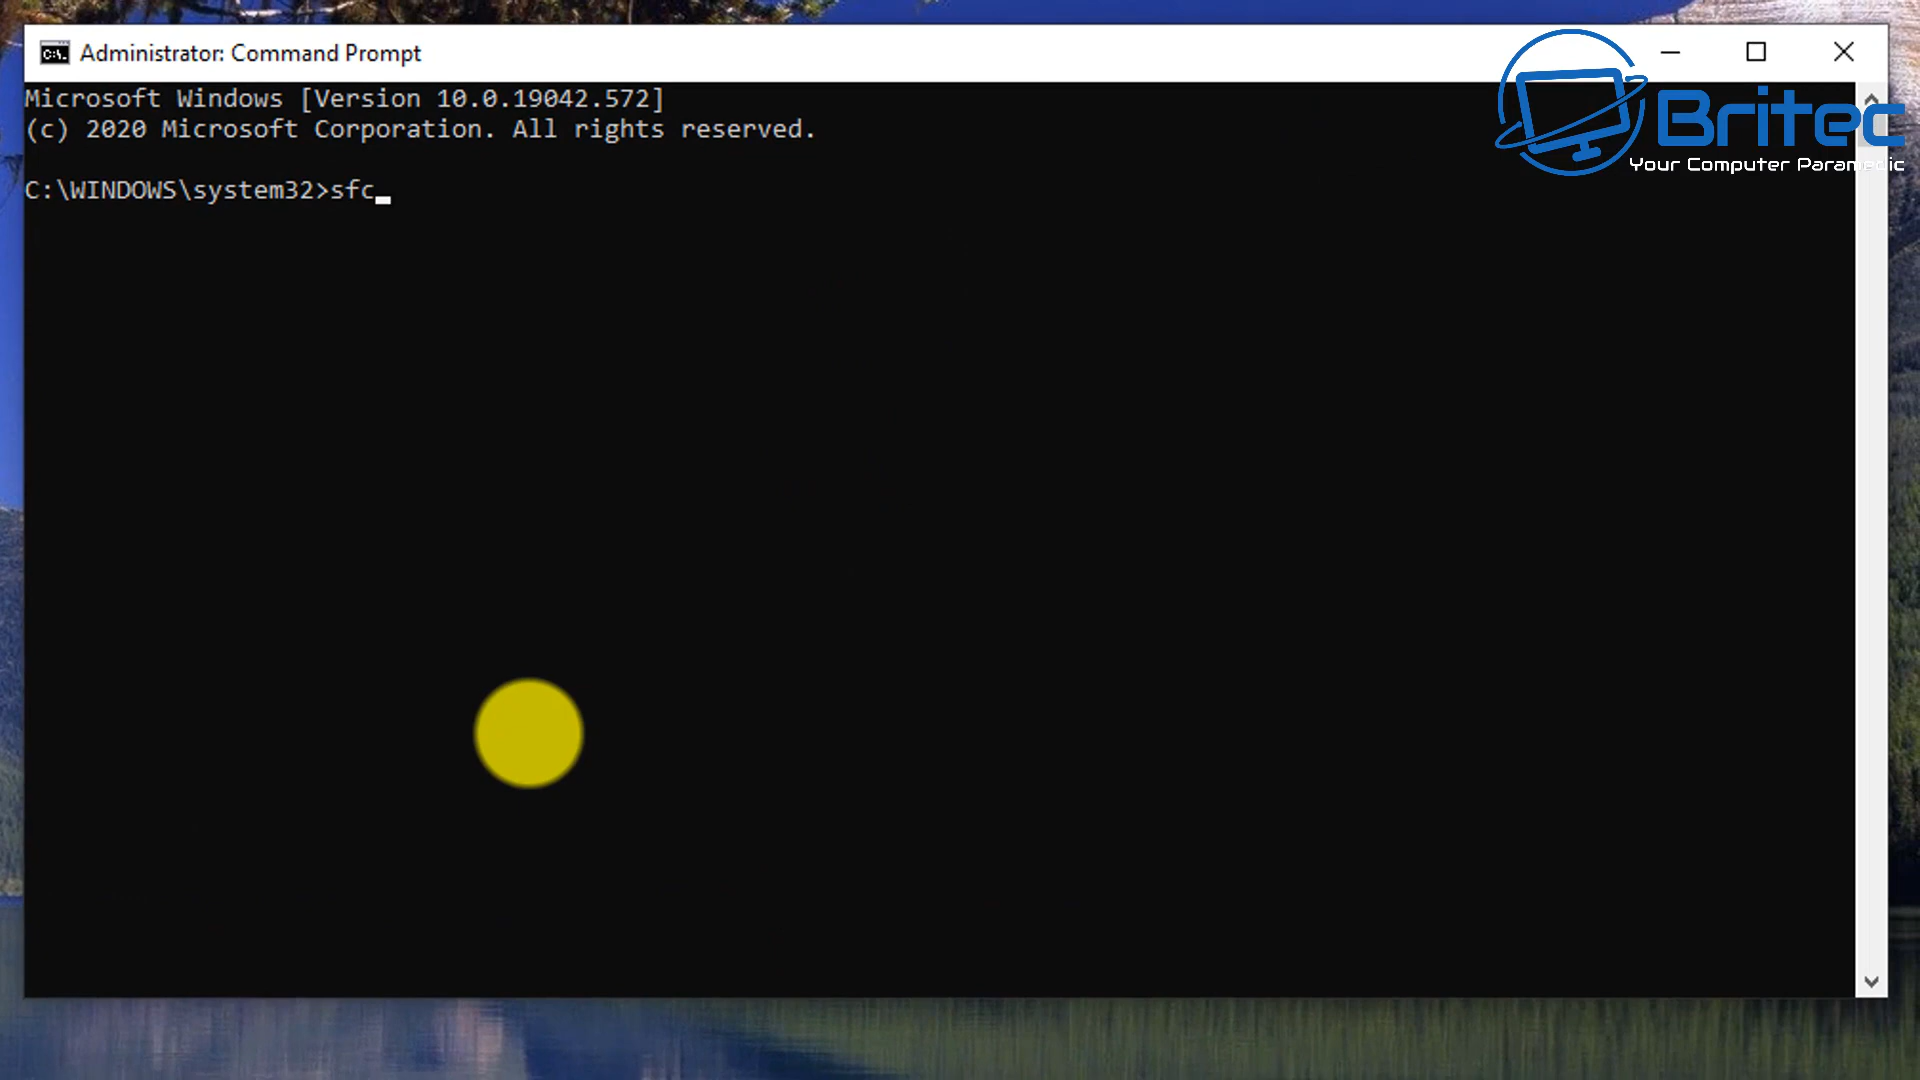 Administrator: Command Prompt
Britec
Your Computer Paramedic
Microsoft Windows [Version 10.0.19042.572]
(c) 2020 Microsoft Corporation. All rights reserved.
C:\WINDOWS\system32>sfc